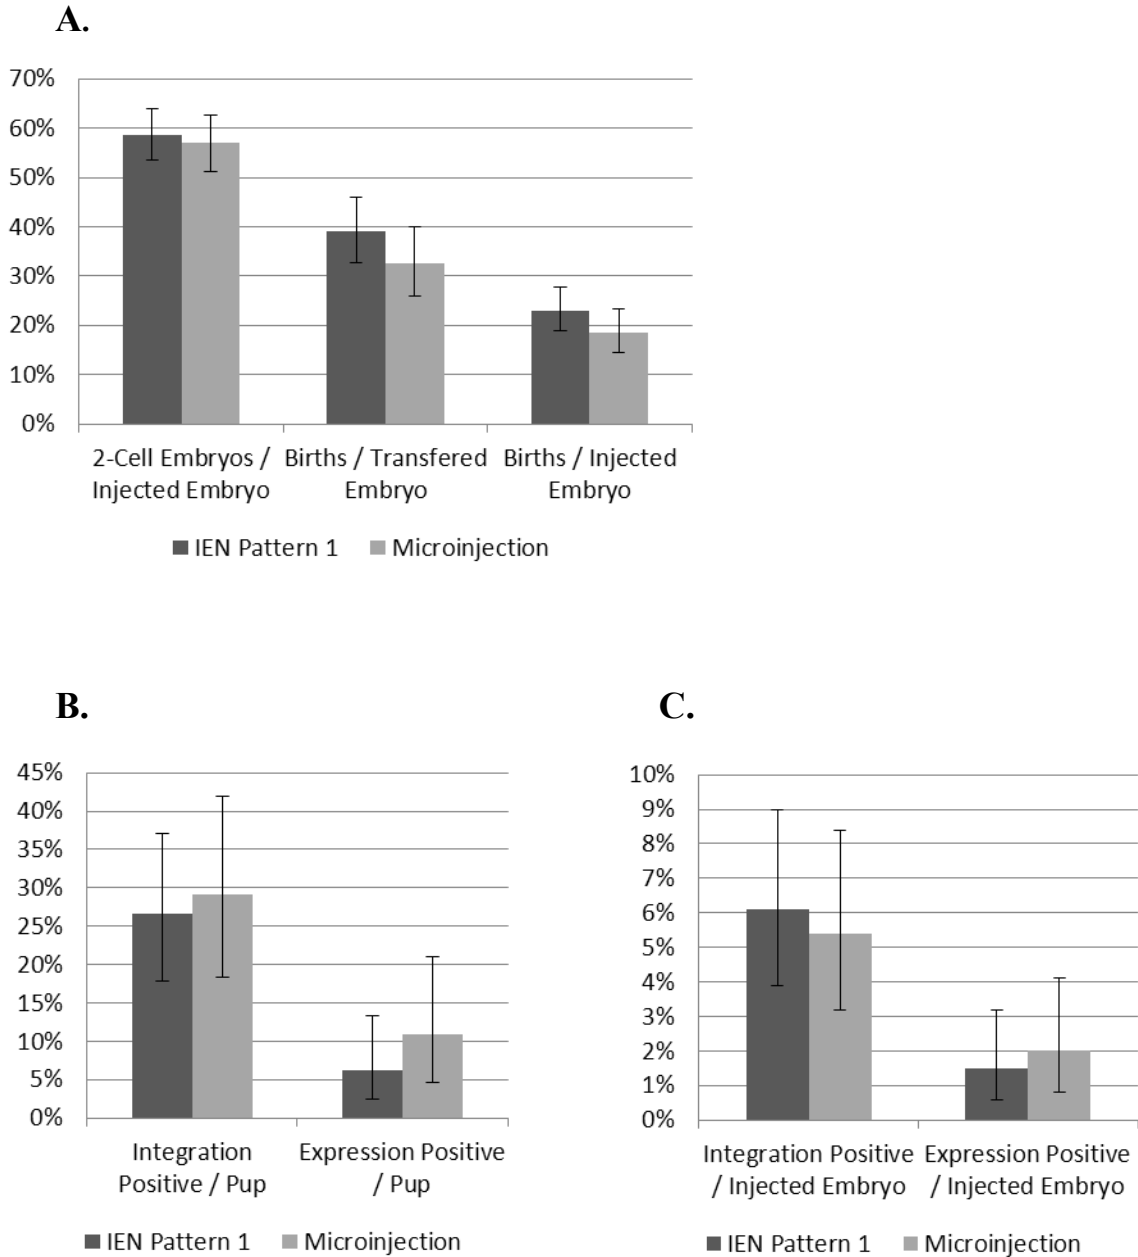 A.
70%
60%
50%
40%
30%
20%
10%
0%
2-Cell Embryos / Births / Transfered Births / Injected
Injected Embryo Embryo Embryo
IEN Pattern 1 Microinjection
B.
45%
40%
35%
30%
25%
20%
15%
10%
5%
0%
Integration Expression Positive
Positive / Pup / Pup
IEN Pattern 1 Microinjection
C.
10%
9%
8%
7%
6%
5%
4%
3%
2%
1%
0%
Integration Positive Expression Positive
/ Injected Embryo / Injected Embryo
IEN Pattern 1 Microinjection